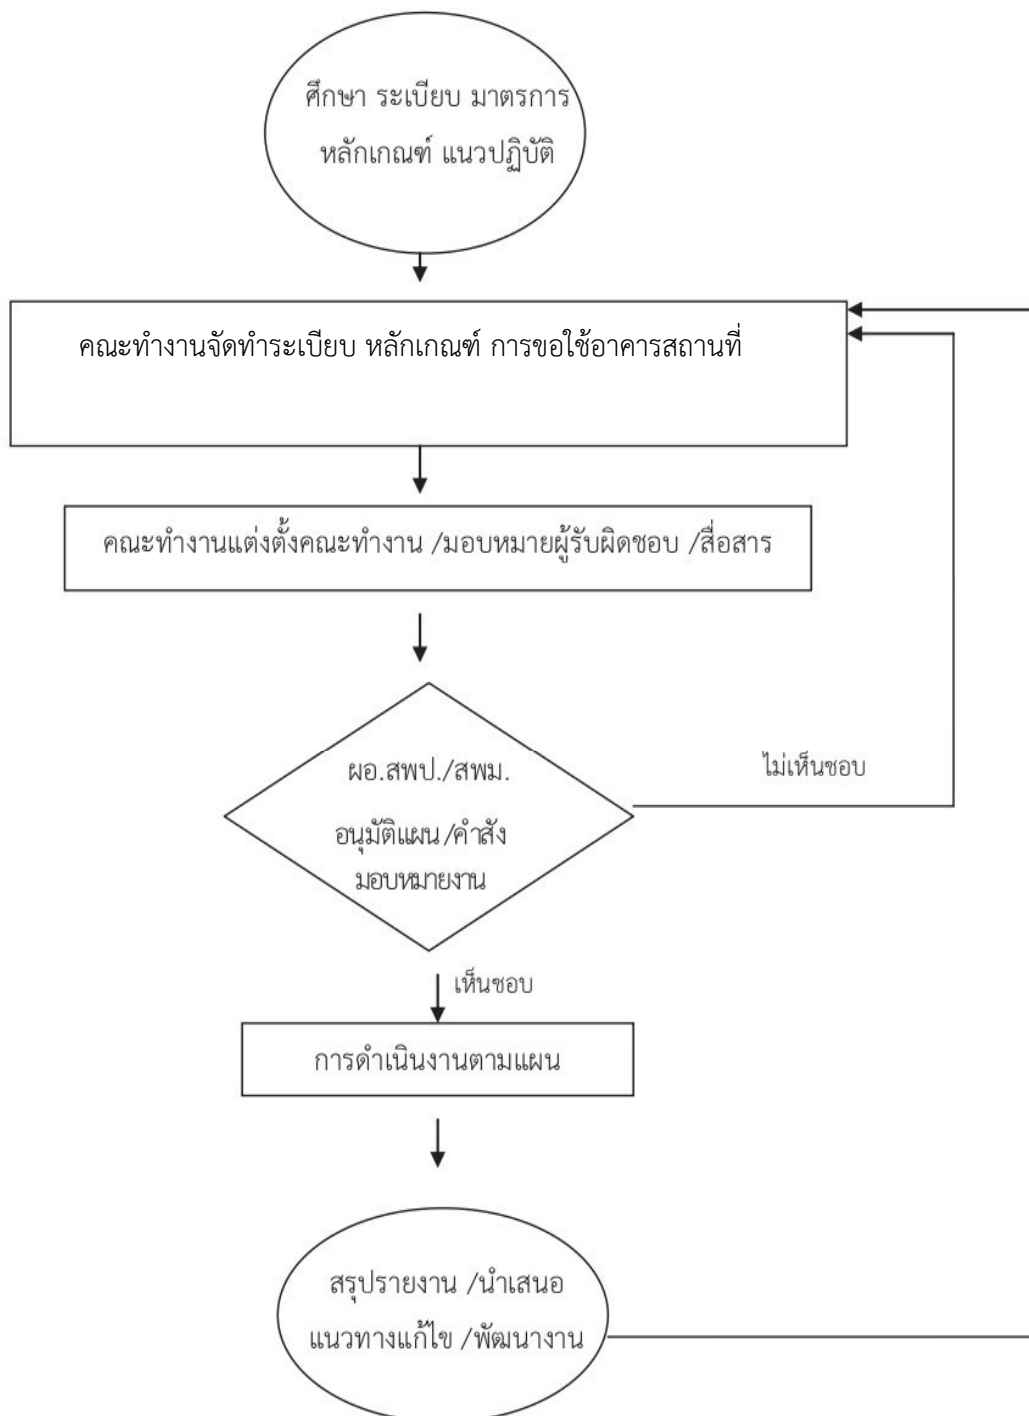 ศึกษา ระเบียบ มาตรการ
หลักเกณฑ์ แนวปฏิบัติ
คณะทำงานจัดทำระเบียบ หลักเกณฑ์ การขอใช้อาคารสถานที่
คณะทำงานแต่งตั้งคณะทำงาน /มอบหมายผู้รับผิดชอบ /สื่อสาร
ผอ.สพป./สพม.
อนุมัติแผน/คำสัง
มอบหมายงาน
ไม่เห็นชอบ
เห็นชอบ
การดำเนินงานตามแผน
สรุปรายงาน /นำเสนอ
แนวทางแก้ไข /พัฒนางาน